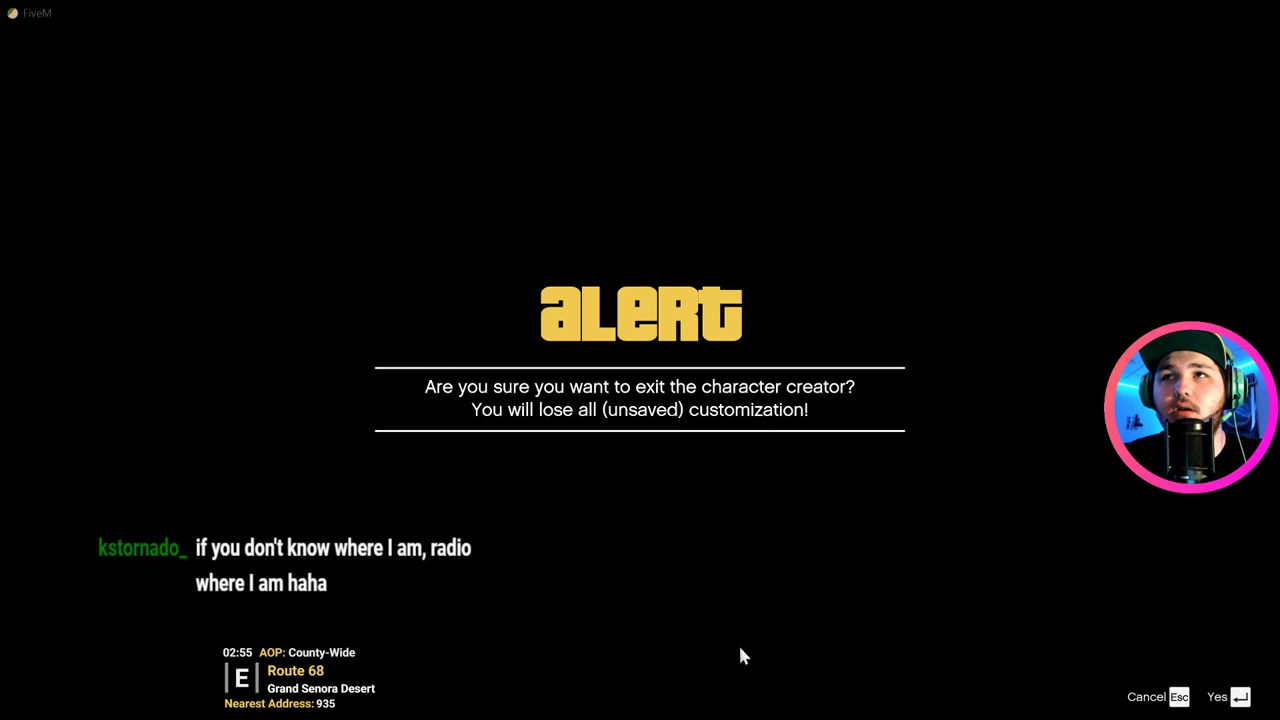 FiveM
aLeRt
Are you sure you want to exit the character creator?
You will lose all (unsaved) customization!
kstornado_ if you don't know where I am, radio
where I am haha
02:55 AOP: County-Wide
E Route 68
Grand Senora Desert
Nearest Address: 935
Cancel Esc Yes